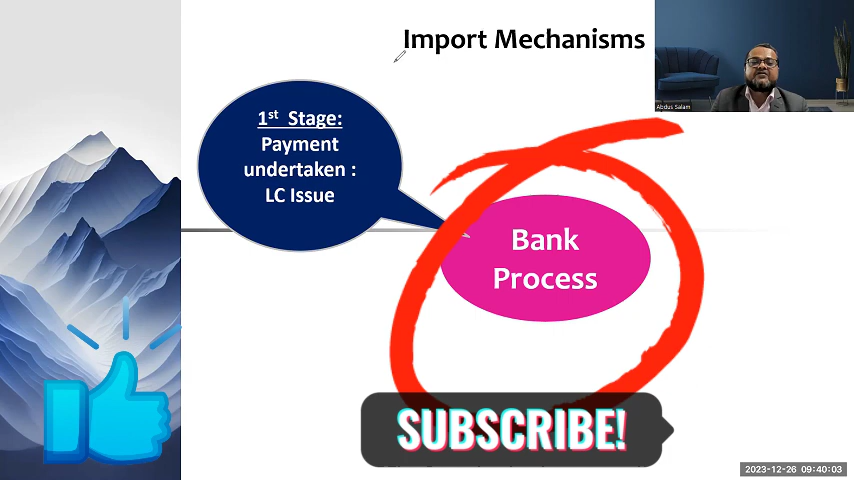 Import Mechanisms
Abdus Salam
1st Stage:
Payment
undertaken :
LC Issue
Bank
Process
SUBSCRIBE!
2023-12-26 09:40:03